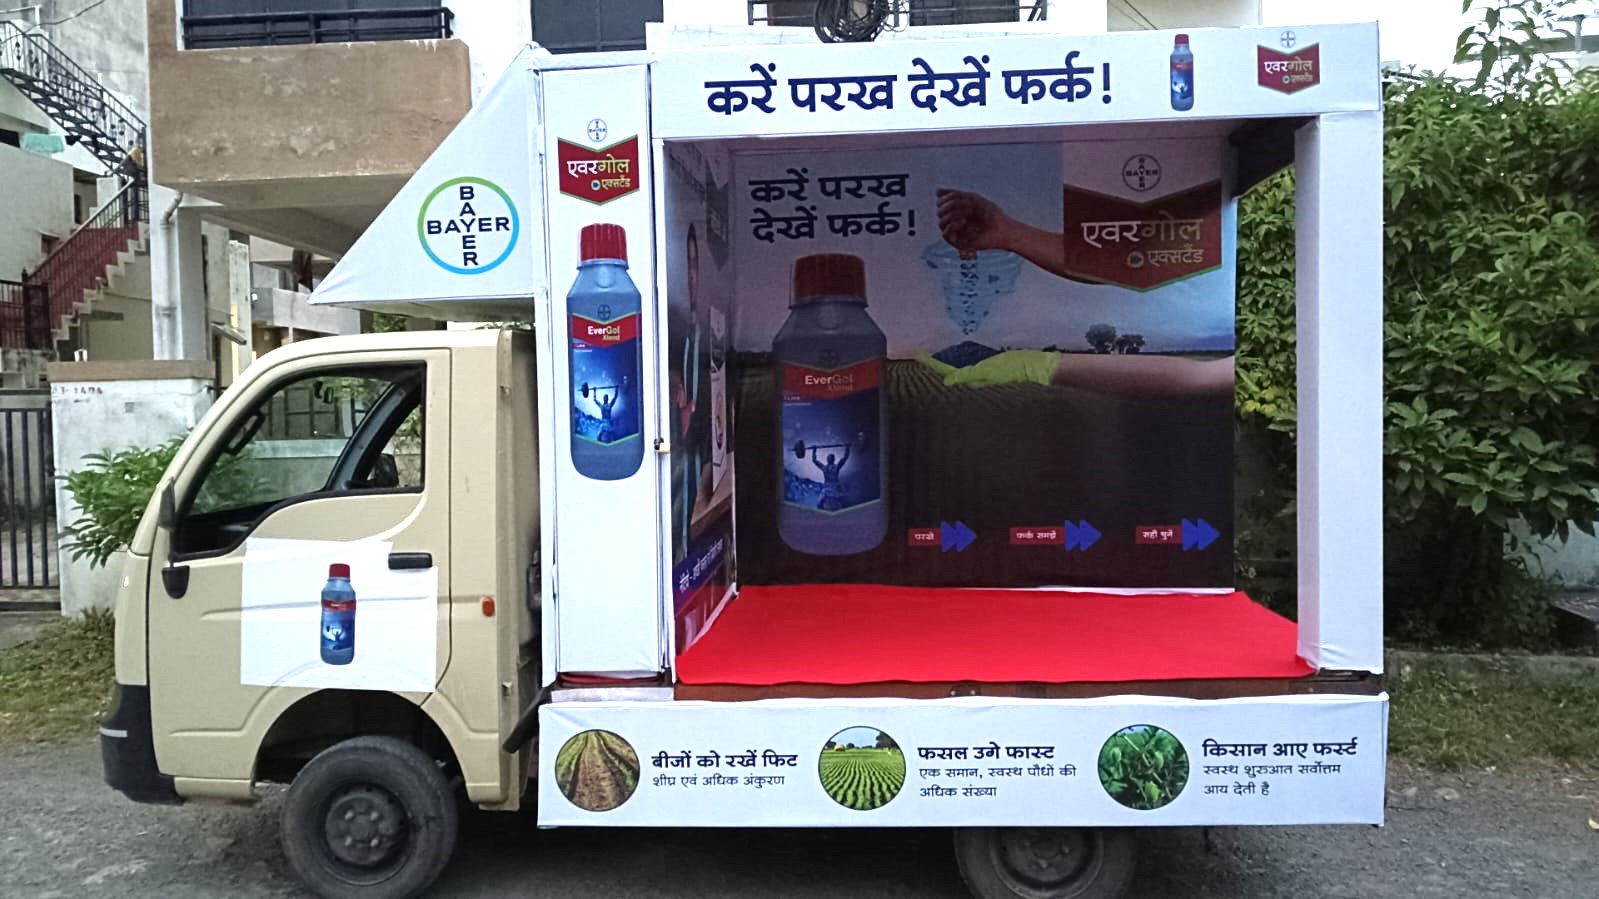 करें परख देखें फर्क!
एवरगोल
एक्सटेंड
BAYER
BAYER
BAYER
एवरगोल
एक्सटेंड
EverGol
Xtend
करें परख
देखें फर्क!
BAYER
BAYER
एवरगोल
एक्सटेंड
EverGol
Xtend
परखे
फर्क समझे
सही चुनें
बीजों को रखें फिट
शीघ्र एवं अधिक अंकुरण
फसल उगे फास्ट
एक समान, स्वस्थ पौधों की
अधिक संख्या
किसान आए फर्स्ट
स्वस्थ शुरुआत सर्वोत्तम
आय देती है